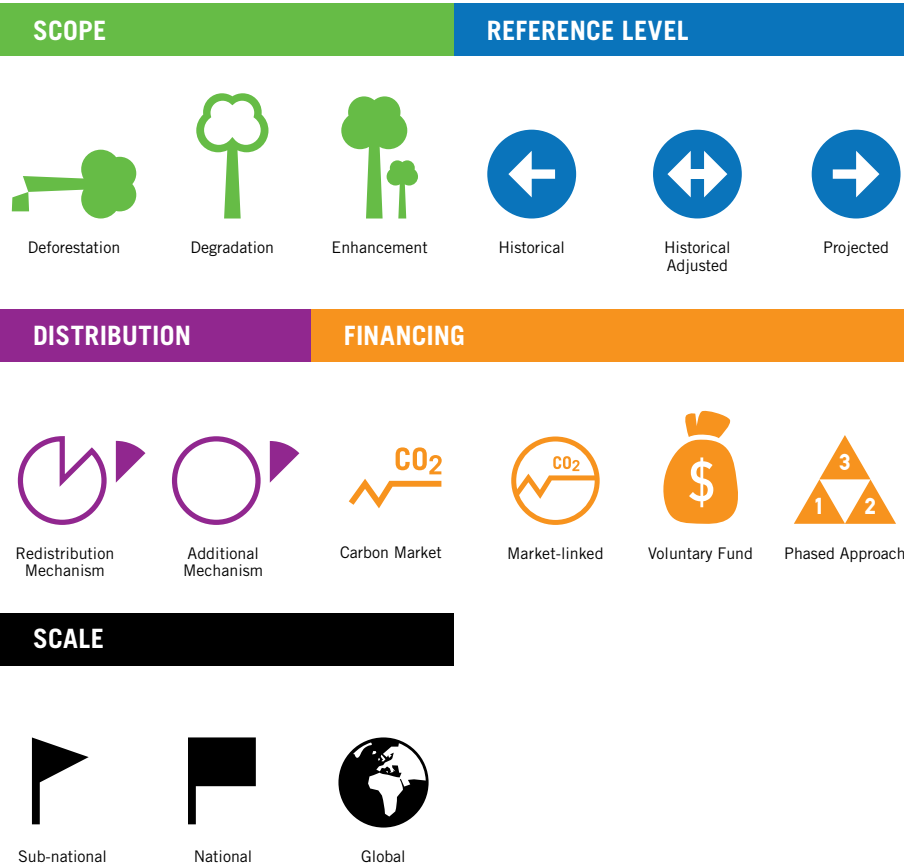 SCOPE
REFERENCE LEVEL
Deforestation
Degradation
Enhancement
Historical
Historical
Adjusted
Projected
DISTRIBUTION
FINANCING
CO2
CO2
$
3
1 2
Redistribution
Mechanism
Additional
Mechanism
Carbon Market
Market-linked
Voluntary Fund
Phased Approach
SCALE
Sub-national
National
Global